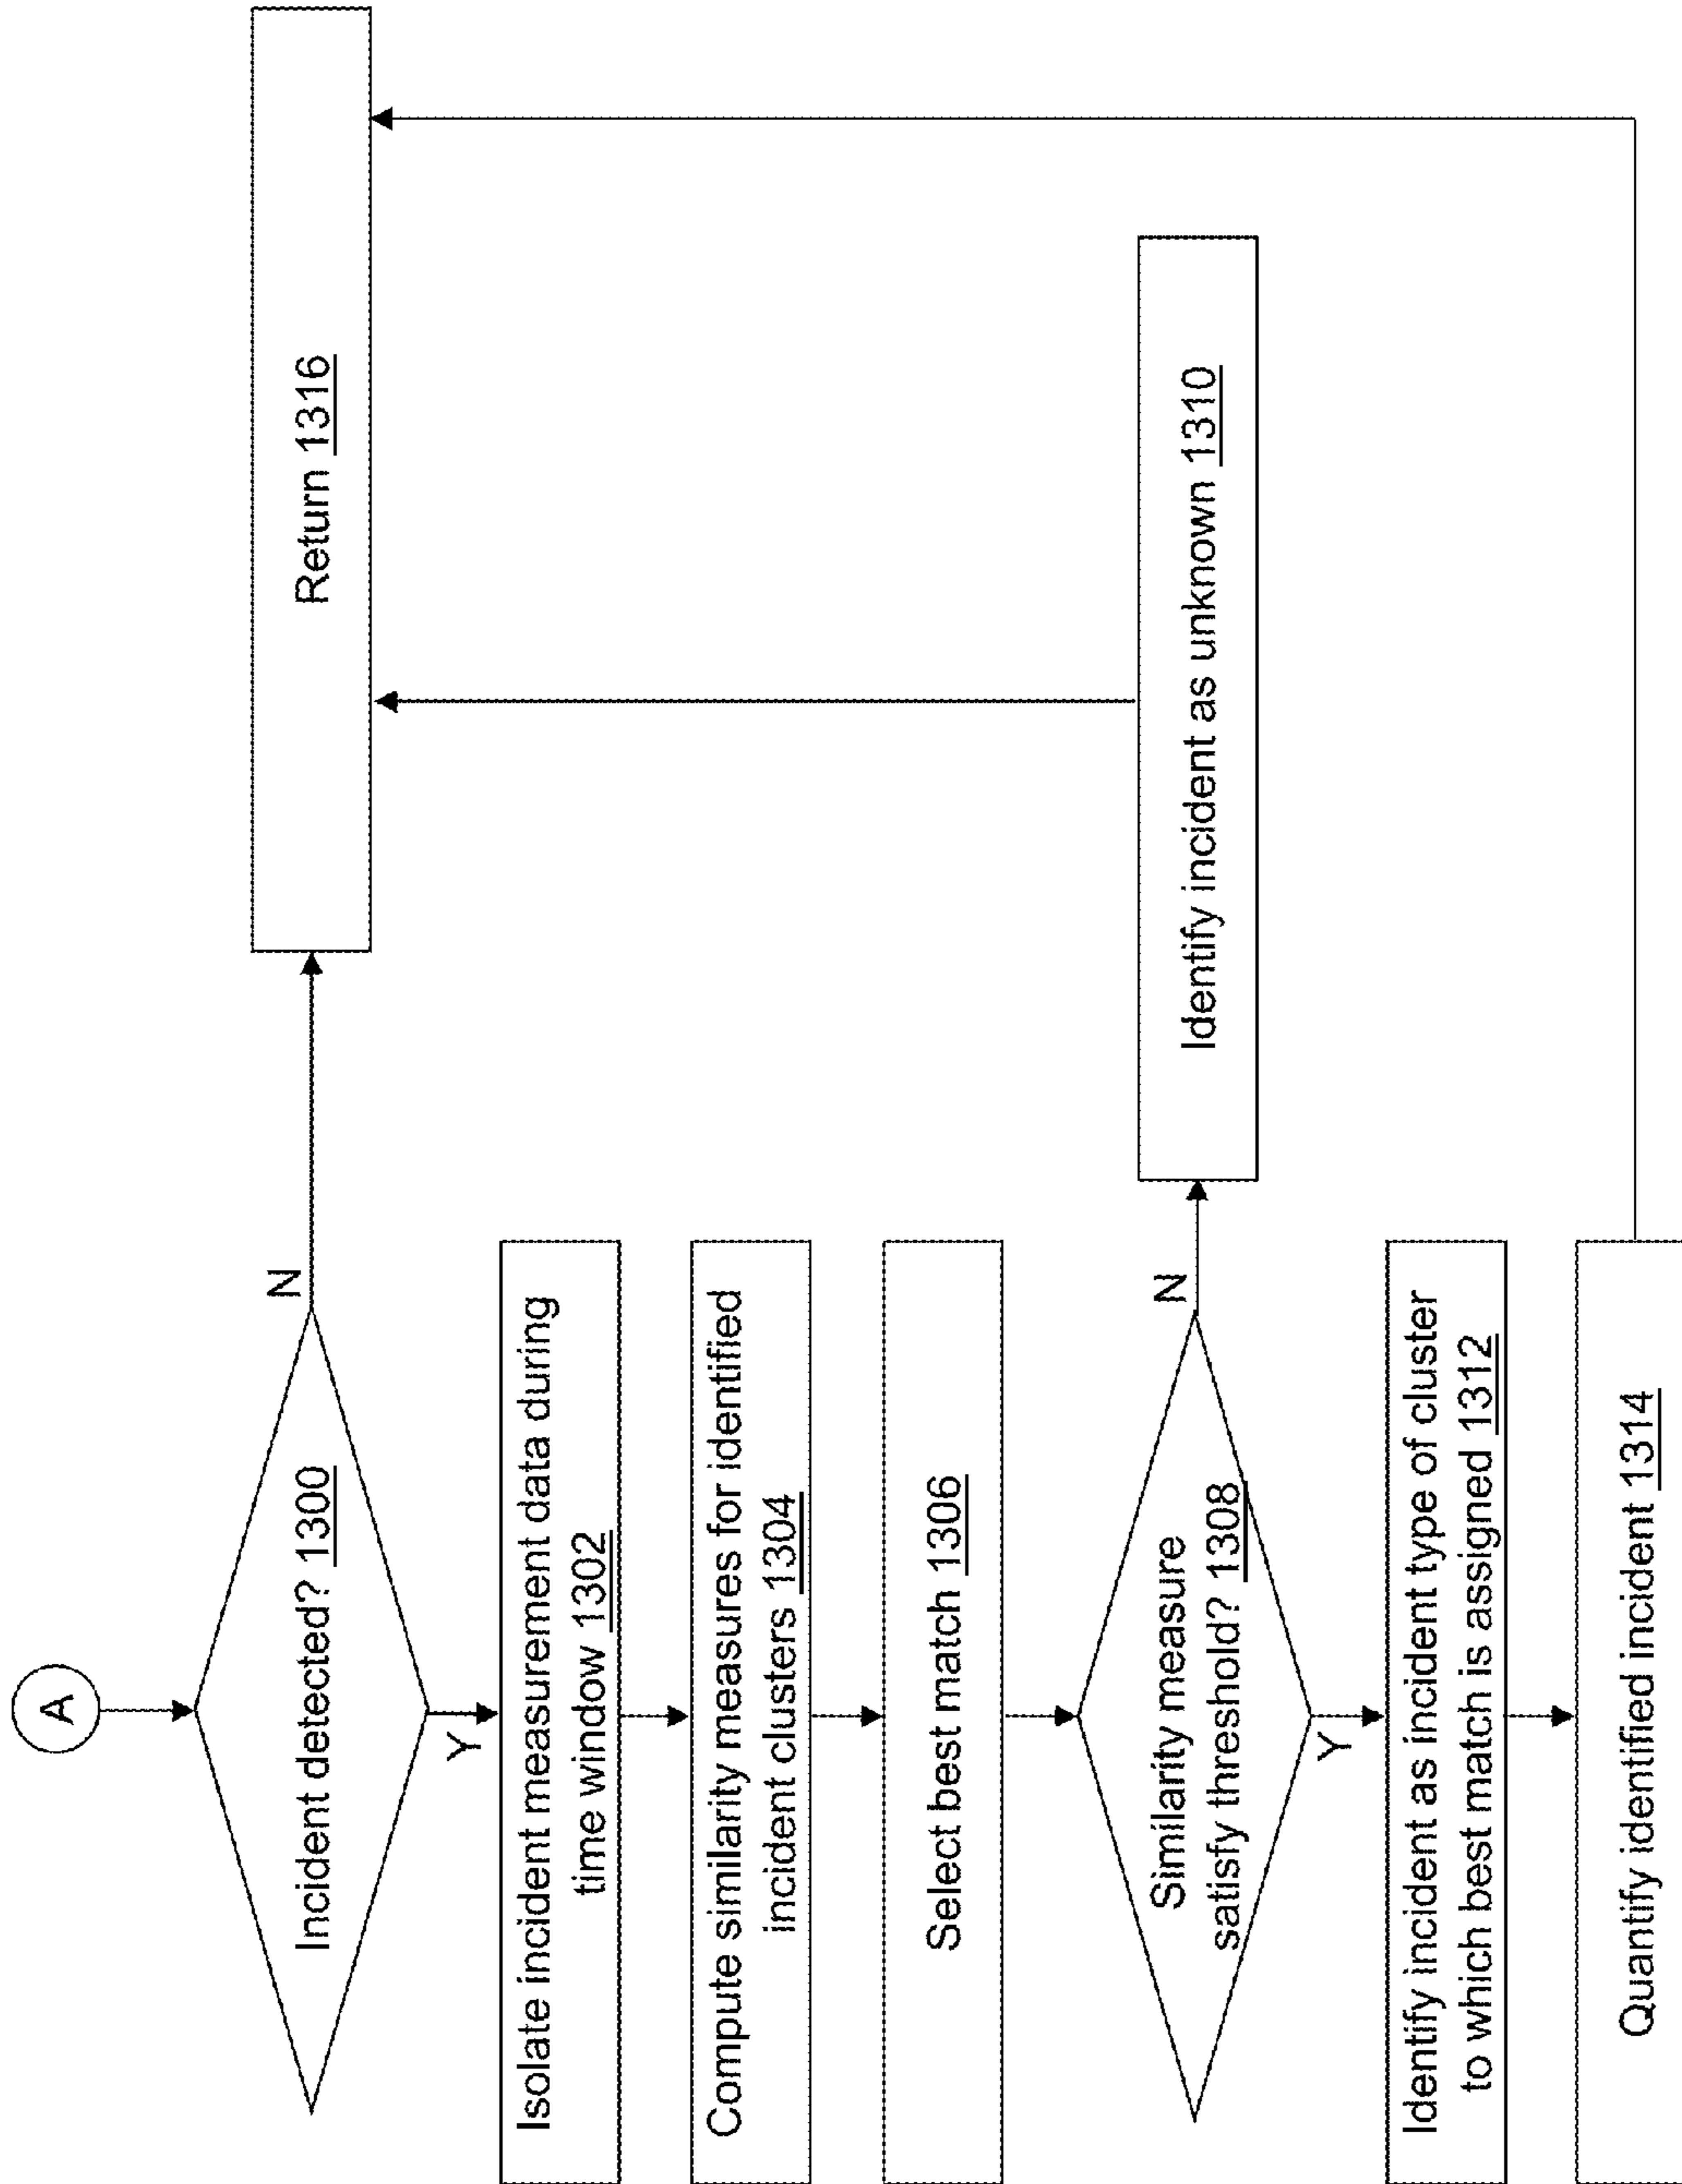 A
Incident detected? 1300
N
Return 1316
Y
Isolate incident measurement data during
time window 1302
Compute similarity measures for identified
incident clusters 1304
Select best match 1306
Similarity measure
satisfy threshold? 1308
N
Identify incident as unknown 1310
Y
Identify incident as incident type of cluster
to which best match is assigned 1312
Quantify identified incident 1314